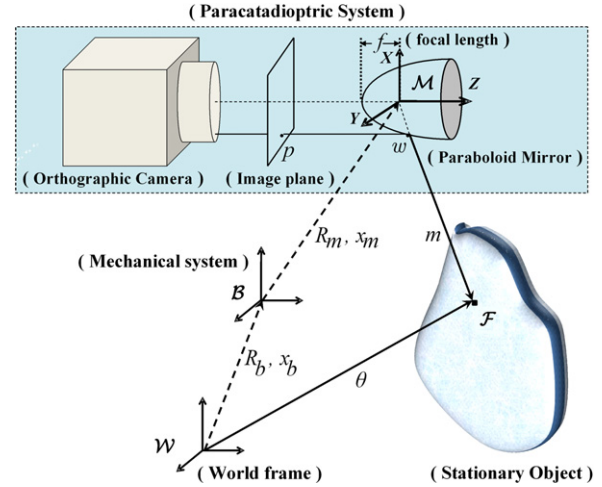 ( Paracatadioptric System )
f
( focal length )
X
M
Z
Y
p
w
( Orthographic Camera )
( Image plane )
( Paraboloid Mirror )
R_m, x_m
m
( Mechanical system )
B
F
R_b, x_b
θ
W
( World frame )
( Stationary Object )